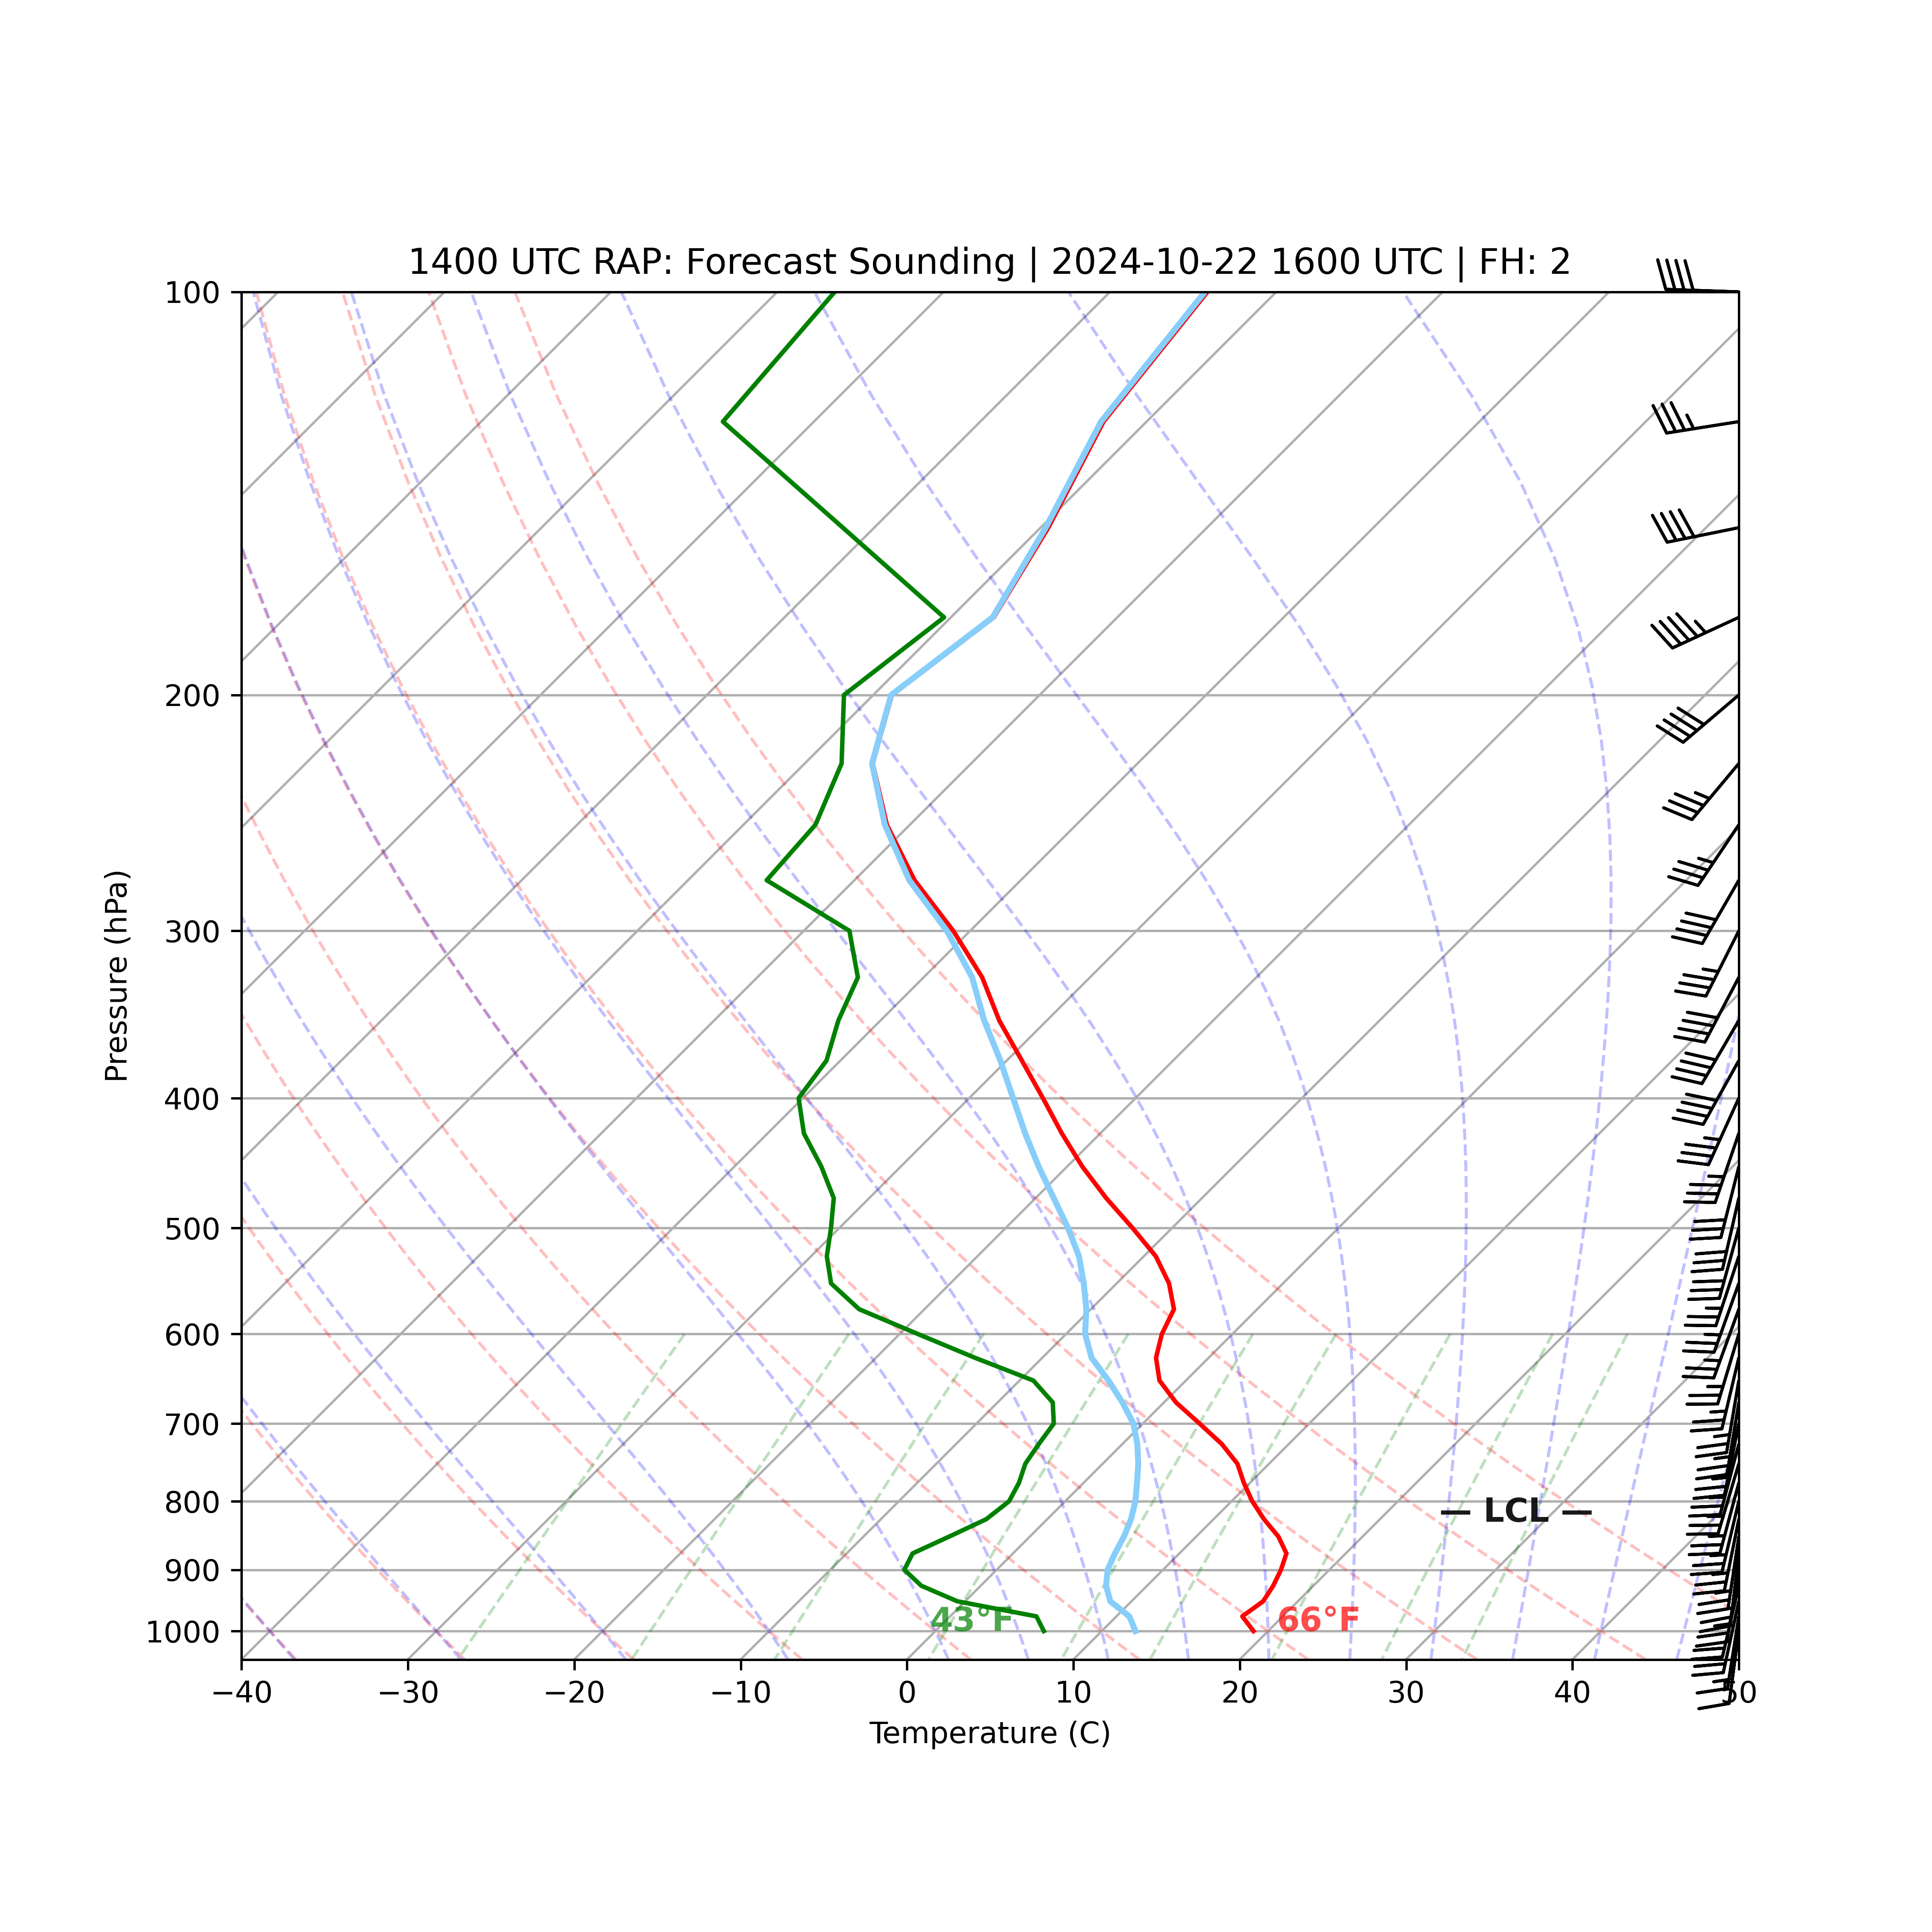 1400 UTC RAP: Forecast Sounding | 2024-10-22 1600 UTC | FH: 2
100
200
300
400
500
600
700
800
900
1000
Pressure (hPa)
— LCL —
43°F
66°F
−40 −30 −20 −10 0 10 20 30 40 50
Temperature (C)